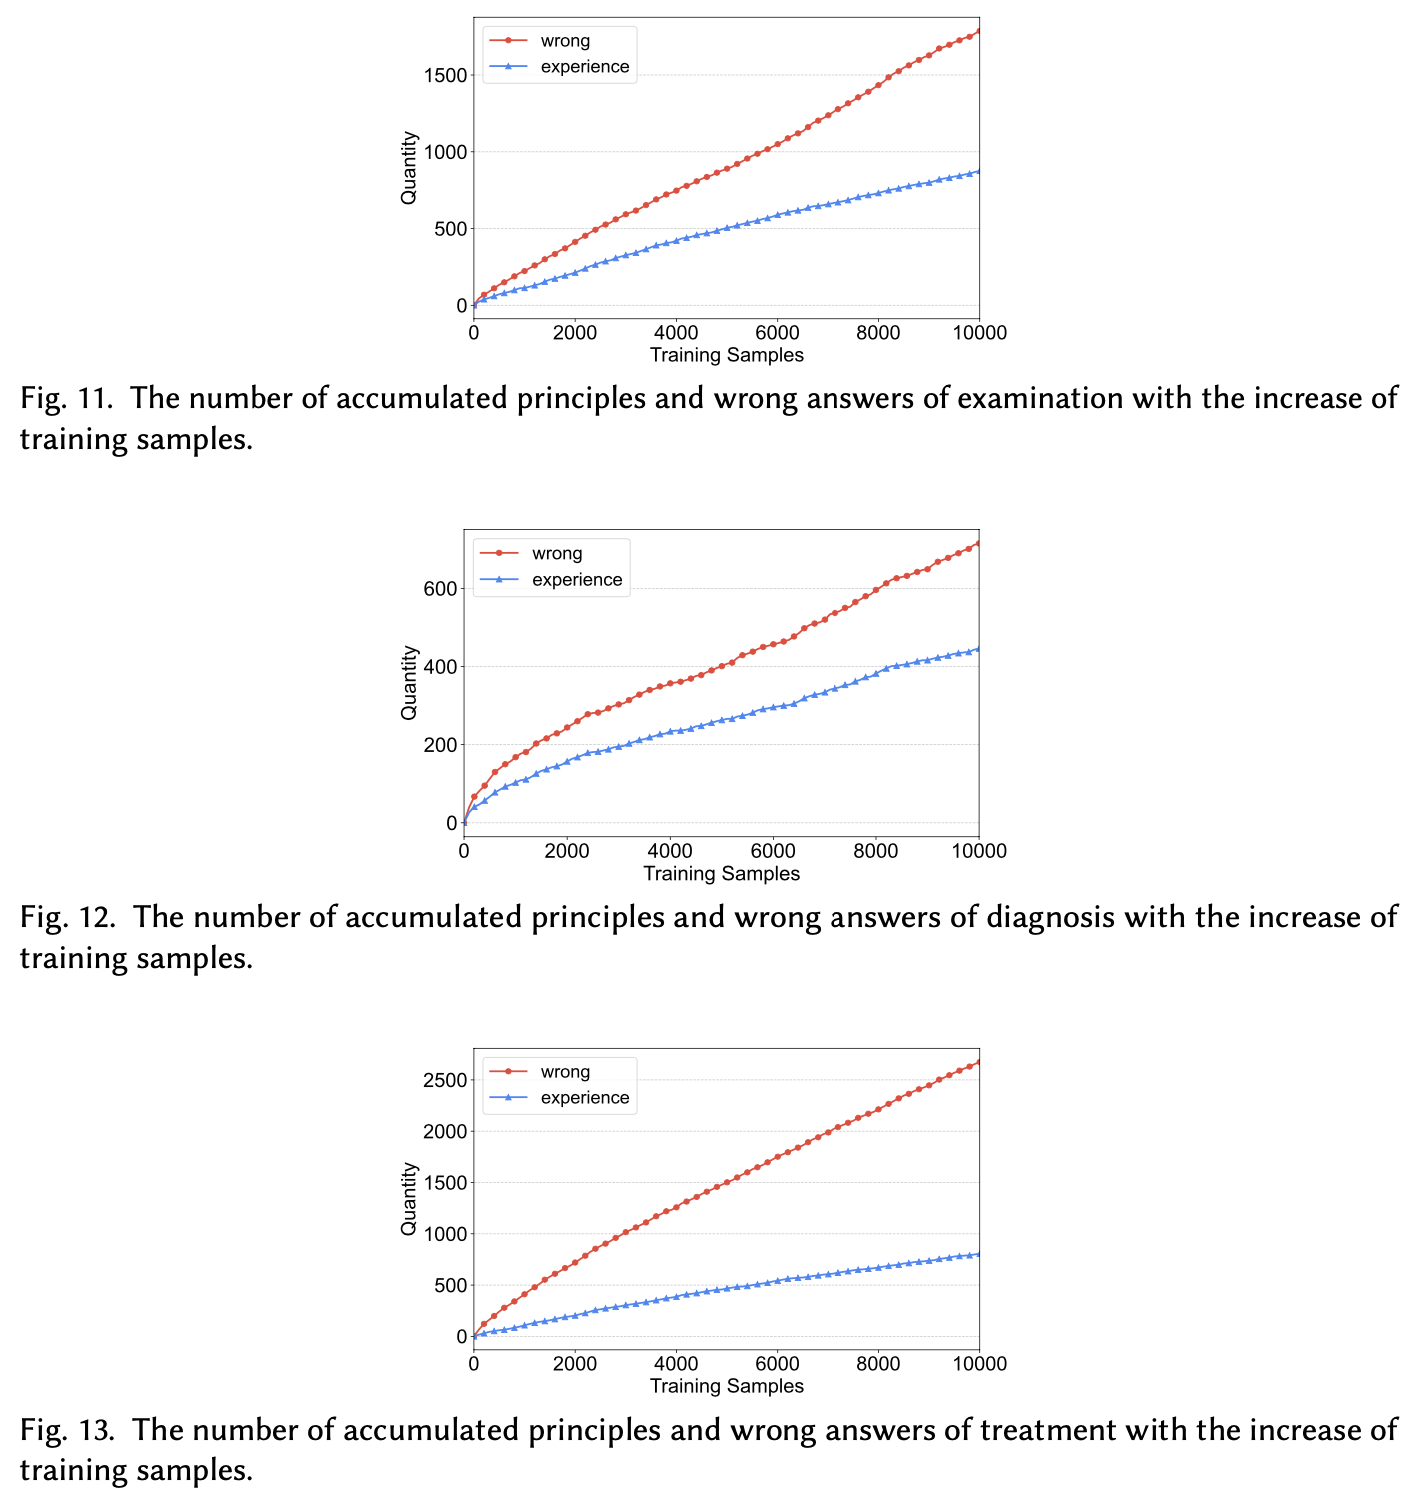 wrong
experience
1500
1000
500
0
Quantity
0 2000 4000 6000 8000 10000
Training Samples
Fig. 11. The number of accumulated principles and wrong answers of examination with the increase of
training samples.
wrong
experience
600
400
200
0
Quantity
0 2000 4000 6000 8000 10000
Training Samples
Fig. 12. The number of accumulated principles and wrong answers of diagnosis with the increase of
training samples.
wrong
experience
2500
2000
1500
1000
500
0
Quantity
0 2000 4000 6000 8000 10000
Training Samples
Fig. 13. The number of accumulated principles and wrong answers of treatment with the increase of
training samples.